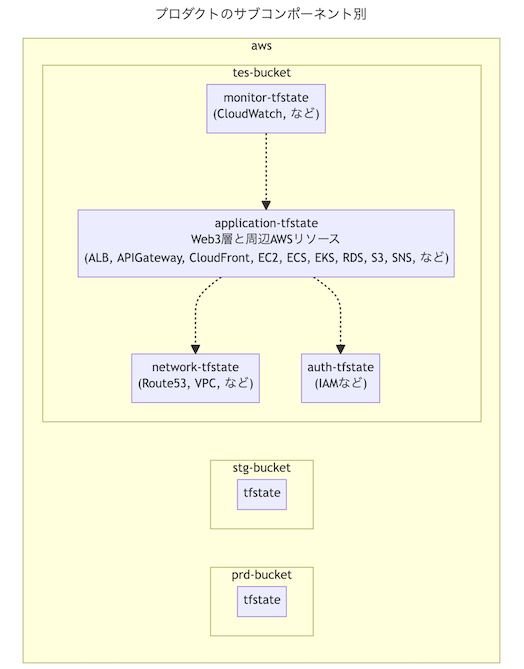 プロダクトのサブコンポーネント別
aws
tes-bucket
monitor-tfstate
(CloudWatch, など)
application-tfstate
Web3層と周辺AWSリソース
(ALB, APIGateway, CloudFront, EC2, ECS, EKS, RDS, S3, SNS, など)
network-tfstate
(Route53, VPC, など)
auth-tfstate
(IAMなど)
stg-bucket
tfstate
prd-bucket
tfstate